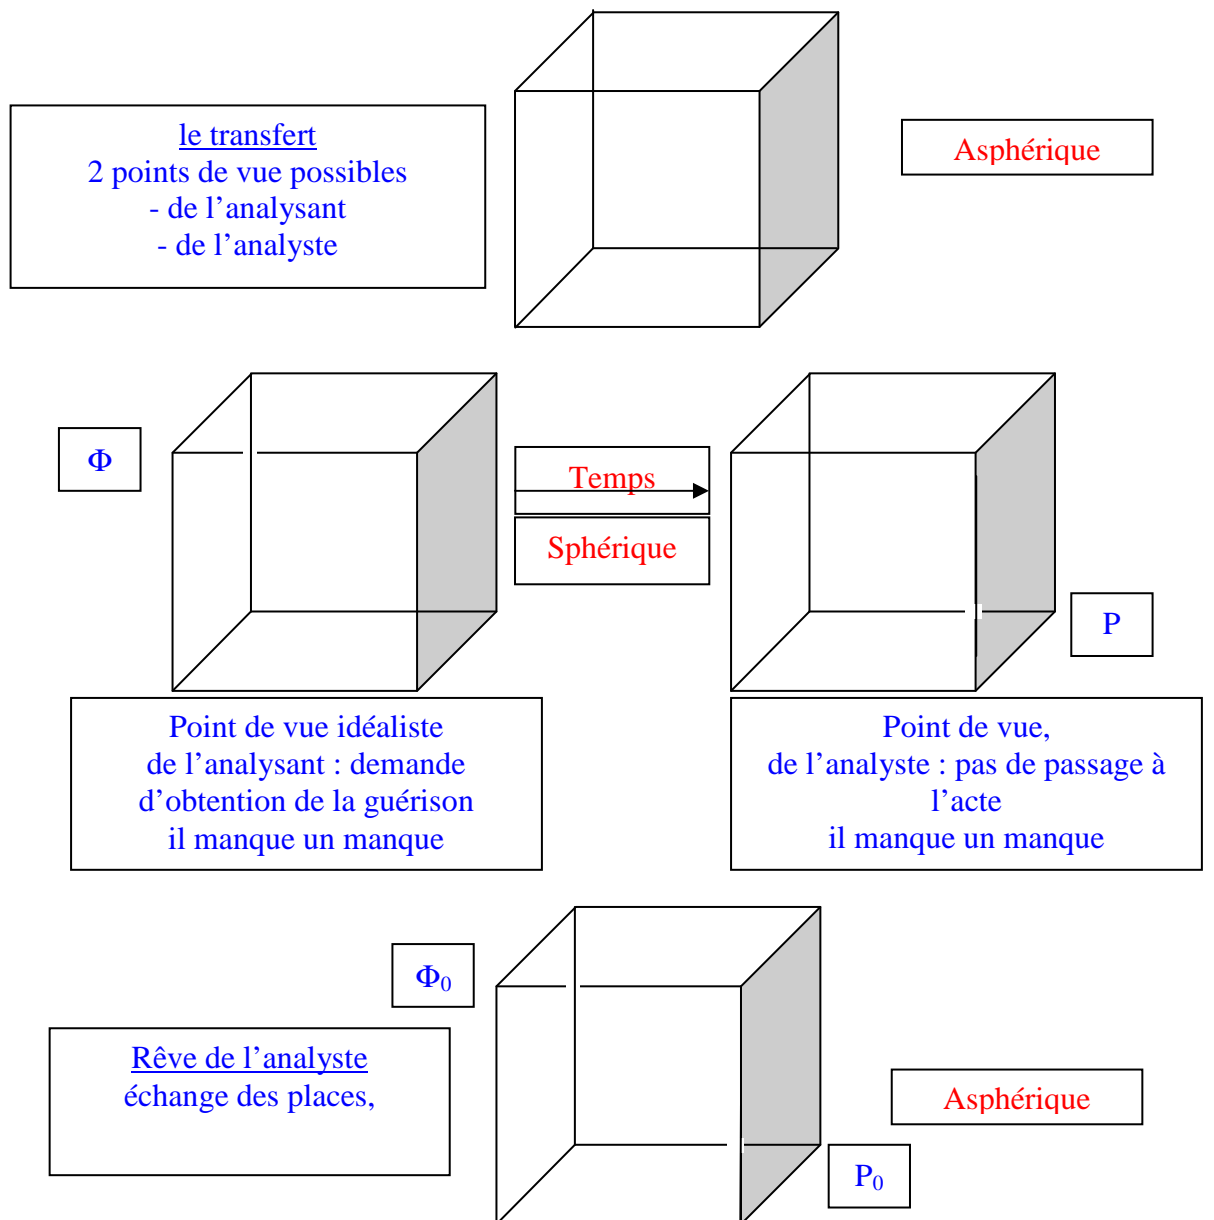 le transfert
2 points de vue possibles
- de l’analysant
- de l’analyste
Asphérique
Φ
Temps
Sphérique
P
Point de vue idéaliste
de l’analysant : demande
d’obtention de la guérison
il manque un manque
Point de vue,
de l’analyste : pas de passage à
l’acte
il manque un manque
Φ₀
Rêve de l’analyste
échange des places,
Asphérique
P₀